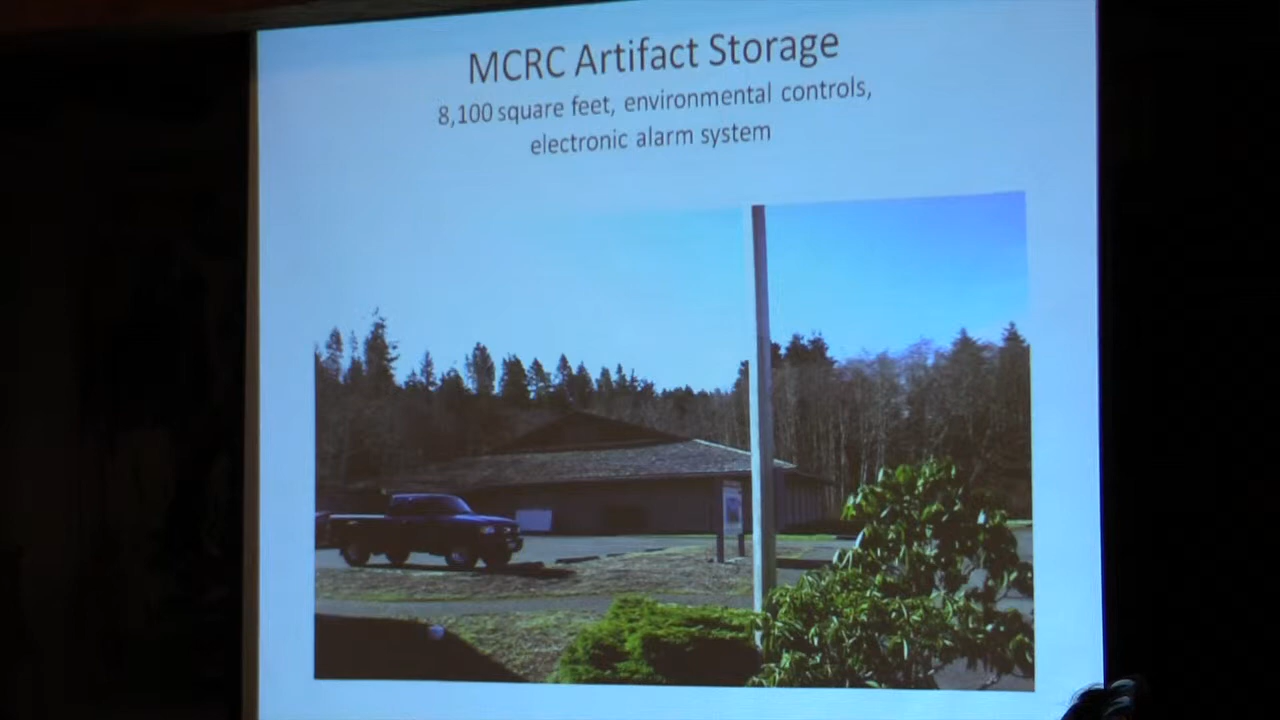 MCRC Artifact Storage
8,100 square feet, environmental controls,
electronic alarm system